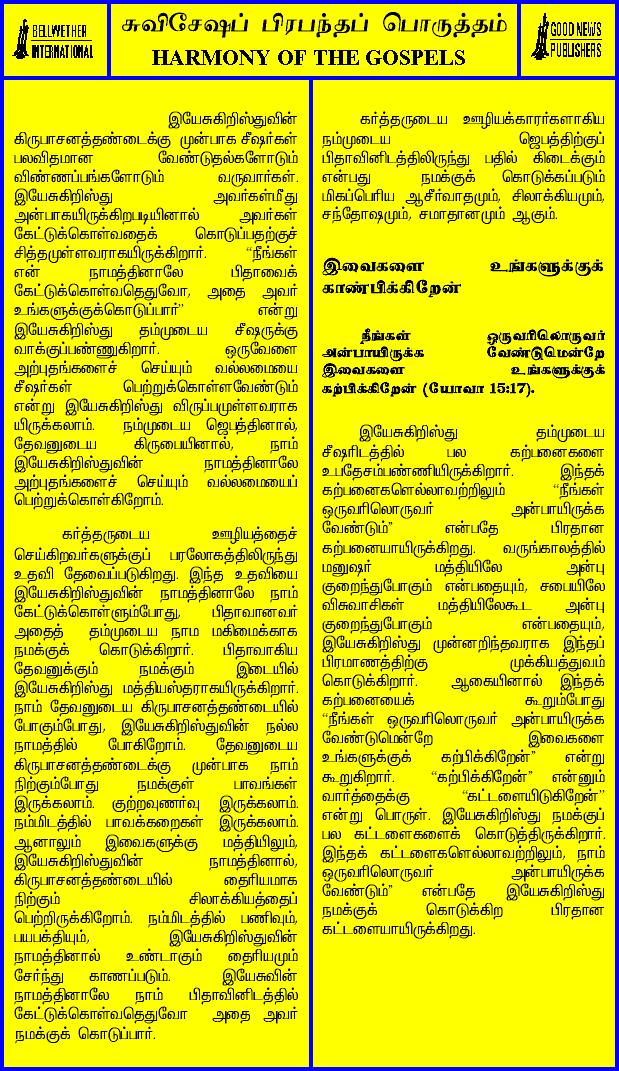 BELLWETHER
INTERNATIONAL
சுவிசேஷப் பிரபந்தப் பொருத்தம்
HARMONY OF THE GOSPELS
GOOD NEWS
PUBLISHERS
இயேசுகிறிஸ்துவின்
கிருபாசனத்தண்டைக்கு முன்பாக சீஷர்கள்
பலவிதமான வேண்டுதல்களோடும்
விண்ணப்பங்களோடும் வருவார்கள்.
இயேசுகிறிஸ்து அவர்கள்மீது
அன்பாகயிருக்கிறபடியினால் அவர்கள்
கேட்டுக்கொள்வதைக் கொடுப்பதற்குச்
சித்தமுள்ளவராகயிருக்கிறார். “நீங்கள்
என் நாமத்தினாலே பிதாவைக்
கேட்டுக்கொள்வதெதுவோ, அதை அவர்
உங்களுக்குக்கொடுப்பார்” என்று
இயேசுகிறிஸ்து தம்முடைய சீஷருக்கு
வாக்குப்பண்ணுகிறார். ஒருவேளை
அற்புதங்களைச் செய்யும் வல்லமையை
சீஷர்கள் பெற்றுக்கொள்ளவேண்டும்
என்று இயேசுகிறிஸ்து விருப்பமுள்ளவராக
யிருக்கலாம். நம்முடைய ஜெபத்தினால்,
தேவனுடைய கிருபையினால், நாம்
இயேசுகிறிஸ்துவின் நாமத்தினாலே
அற்புதங்களைச் செய்யும் வல்லமையைப்
பெற்றுக்கொள்கிறோம்.
கர்த்தருடைய ஊழியத்தைச்
செய்கிறவர்களுக்குப் பரலோகத்திலிருந்து
உதவி தேவைப்படுகிறது. இந்த உதவியை
இயேசுகிறிஸ்துவின் நாமத்தினாலே நாம்
கேட்டுக்கொள்ளும்போது, பிதாவானவர்
அதைத் தம்முடைய நாம மகிமைக்காக
நமக்குக் கொடுக்கிறார். பிதாவாகிய
தேவனுக்கும் நமக்கும் இடையில்
இயேசுகிறிஸ்து மத்தியஸ்தராகயிருக்கிறார்.
நாம் தேவனுடைய கிருபாசனத்தண்டையில்
போகும்போது, இயேசுகிறிஸ்துவின் நல்ல
நாமத்தில் போகிறோம். தேவனுடைய
கிருபாசனத்தண்டைக்கு முன்பாக நாம்
நிற்கும்போது நமக்குள் பாவங்கள்
இருக்கலாம். குற்றவுணர்வு இருக்கலாம்.
நம்மிடத்தில் பாவக்கறைகள் இருக்கலாம்.
ஆனாலும் இவைகளுக்கு மத்தியிலும்,
இயேசுகிறிஸ்துவின் நாமத்தினால்,
கிருபாசனத்தண்டையில் தைரியமாக
நிற்கும் சிலாக்கியத்தைப்
பெற்றிருக்கிறோம். நம்மிடத்தில் பணிவும்,
பயபக்தியும், இயேசுகிறிஸ்துவின்
நாமத்தினால் உண்டாகும் தைரியமும்
சேர்ந்து காணப்படும். இயேசுவின்
நாமத்தினாலே நாம் பிதாவினிடத்தில்
கேட்டுக்கொள்வதெதுவோ அதை அவர்
நமக்குக் கொடுப்பார்.
கர்த்தருடைய ஊழியக்காரர்களாகிய
நம்முடைய ஜெபத்திற்குப்
பிதாவினிடத்திலிருந்து பதில் கிடைக்கும்
என்பது நமக்குக் கொடுக்கப்படும்
மிகப்பெரிய ஆசீர்வாதமும், சிலாக்கியமும்,
சந்தோஷமும், சமாதானமும் ஆகும்.
இவைகளை உங்களுக்குக்
காண்பிக்கிறேன்
நீங்கள் ஒருவரிலொருவர்
அன்பாயிருக்க வேண்டுமென்றே
இவைகளை உங்களுக்குக்
கற்பிக்கிறேன் (யோவா 15:17).
இயேசுகிறிஸ்து தம்முடைய
சீஷரிடத்தில் பல கற்பனைகளை
உபதேசம்பண்ணியிருக்கிறார். இந்தக்
கற்பனைகளெல்லாவற்றிலும் “நீங்கள்
ஒருவரிலொருவர் அன்பாயிருக்க
வேண்டும்” என்பதே பிரதான
கற்பனையாயிருக்கிறது. வருங்காலத்தில்
மனுஷர் மத்தியிலே அன்பு
குறைந்துபோகும் என்பதையும், சபையிலே
விசுவாசிகள் மத்தியிலேகூட அன்பு
குறைந்துபோகும் என்பதையும்,
இயேசுகிறிஸ்து முன்னறிந்தவராக இந்தப்
பிரமாணத்திற்கு முக்கியத்துவம்
கொடுக்கிறார். ஆகையினால் இந்தக்
கற்பனையைக் கூறும்போது
“நீங்கள் ஒருவரிலொருவர் அன்பாயிருக்க
வேண்டுமென்றே இவைகளை
உங்களுக்குக் கற்பிக்கிறேன்” என்று
கூறுகிறார். “கற்பிக்கிறேன்” என்னும்
வார்த்தைக்கு “கட்டளையிடுகிறேன்”
என்று பொருள். இயேசுகிறிஸ்து நமக்குப்
பல கட்டளைகளைக் கொடுத்திருக்கிறார்.
இந்தக் கட்டளைகளெல்லாவற்றிலும், நாம்
ஒருவரிலொருவர் அன்பாயிருக்க
வேண்டும்” என்பதே இயேசுகிறிஸ்து
நமக்குக் கொடுக்கிற பிரதான
கட்டளையாயிருக்கிறது.